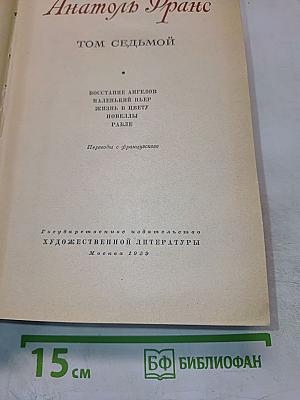 Анатоль Франс
ТОМ СЕДЬМОЙ
ВОССТАНИЕ АНГЕЛОВ
МАЛЕНЬКИЙ ПЬЕР
ЖИЗНЬ В ЦВЕТУ
НОВЕЛЛЫ
РАБЛЕ
Переводы с французского
Государственное издательство
ХУДОЖЕСТВЕННОЙ ЛИТЕРАТУРЫ
Москва 1959
15 см
БФ БИБЛИОФАН